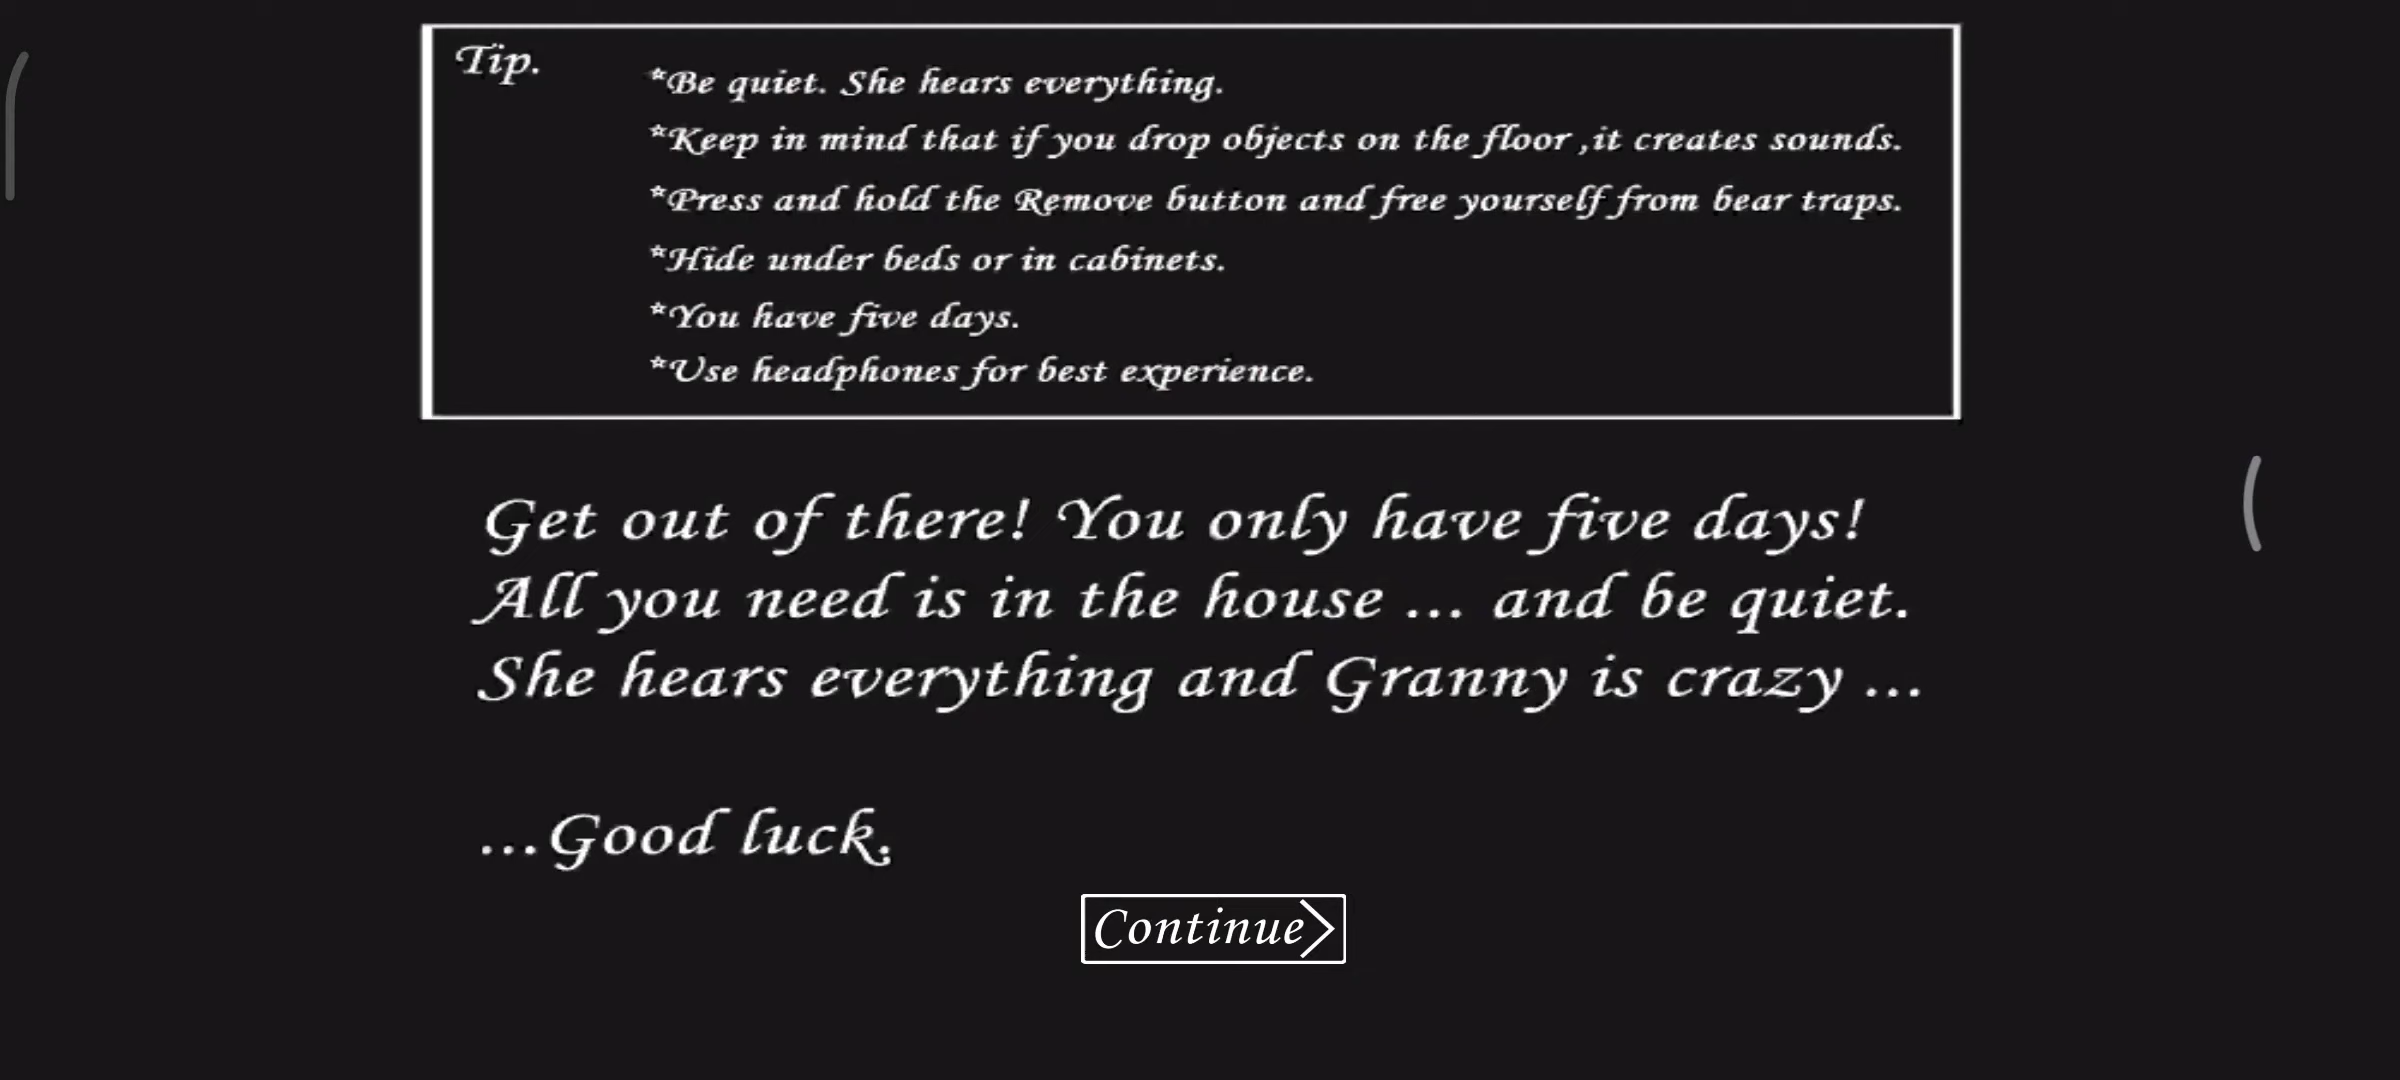 Tip.
*Be quiet. She hears everything.
*Keep in mind that if you drop objects on the floor ,it creates sounds.
*Press and hold the Remove button and free yourself from bear traps.
*Hide under beds or in cabinets.
*You have five days.
*Use headphones for best experience.
Get out of there! You only have five days!
All you need is in the house ... and be quiet.
She hears everything and Granny is crazy ...
...Good luck.
Continue